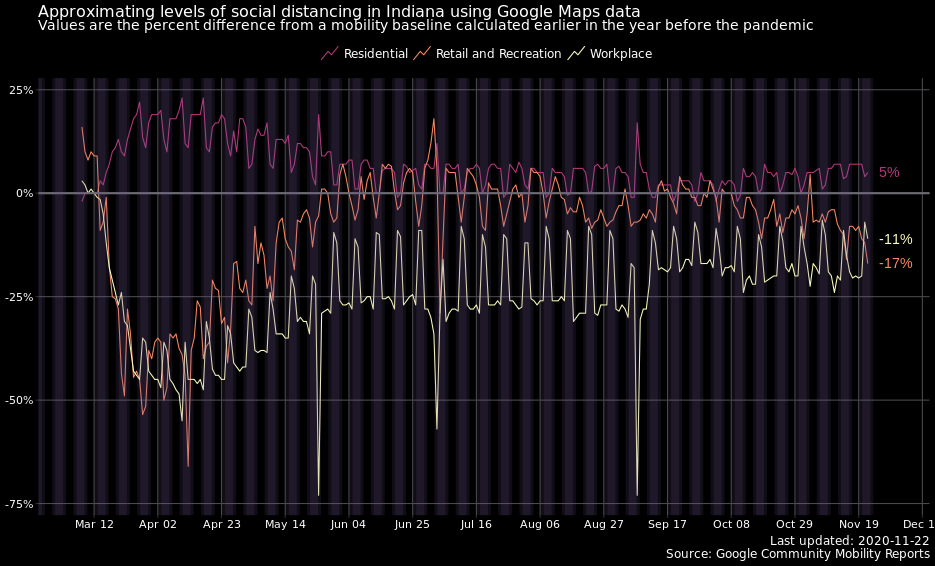 Approximating levels of social distancing in Indiana using Google Maps data
Values are the percent difference from a mobility baseline calculated earlier in the year before the pandemic
Residential Retail and Recreation Workplace
25%
0%
-25%
-50%
-75%
5%
-11%
-17%
Mar 12 Apr 02 Apr 23 May 14 Jun 04 Jun 25 Jul 16 Aug 06 Aug 27 Sep 17 Oct 08 Oct 29 Nov 19 Dec 1
Last updated: 2020-11-22
Source: Google Community Mobility Reports